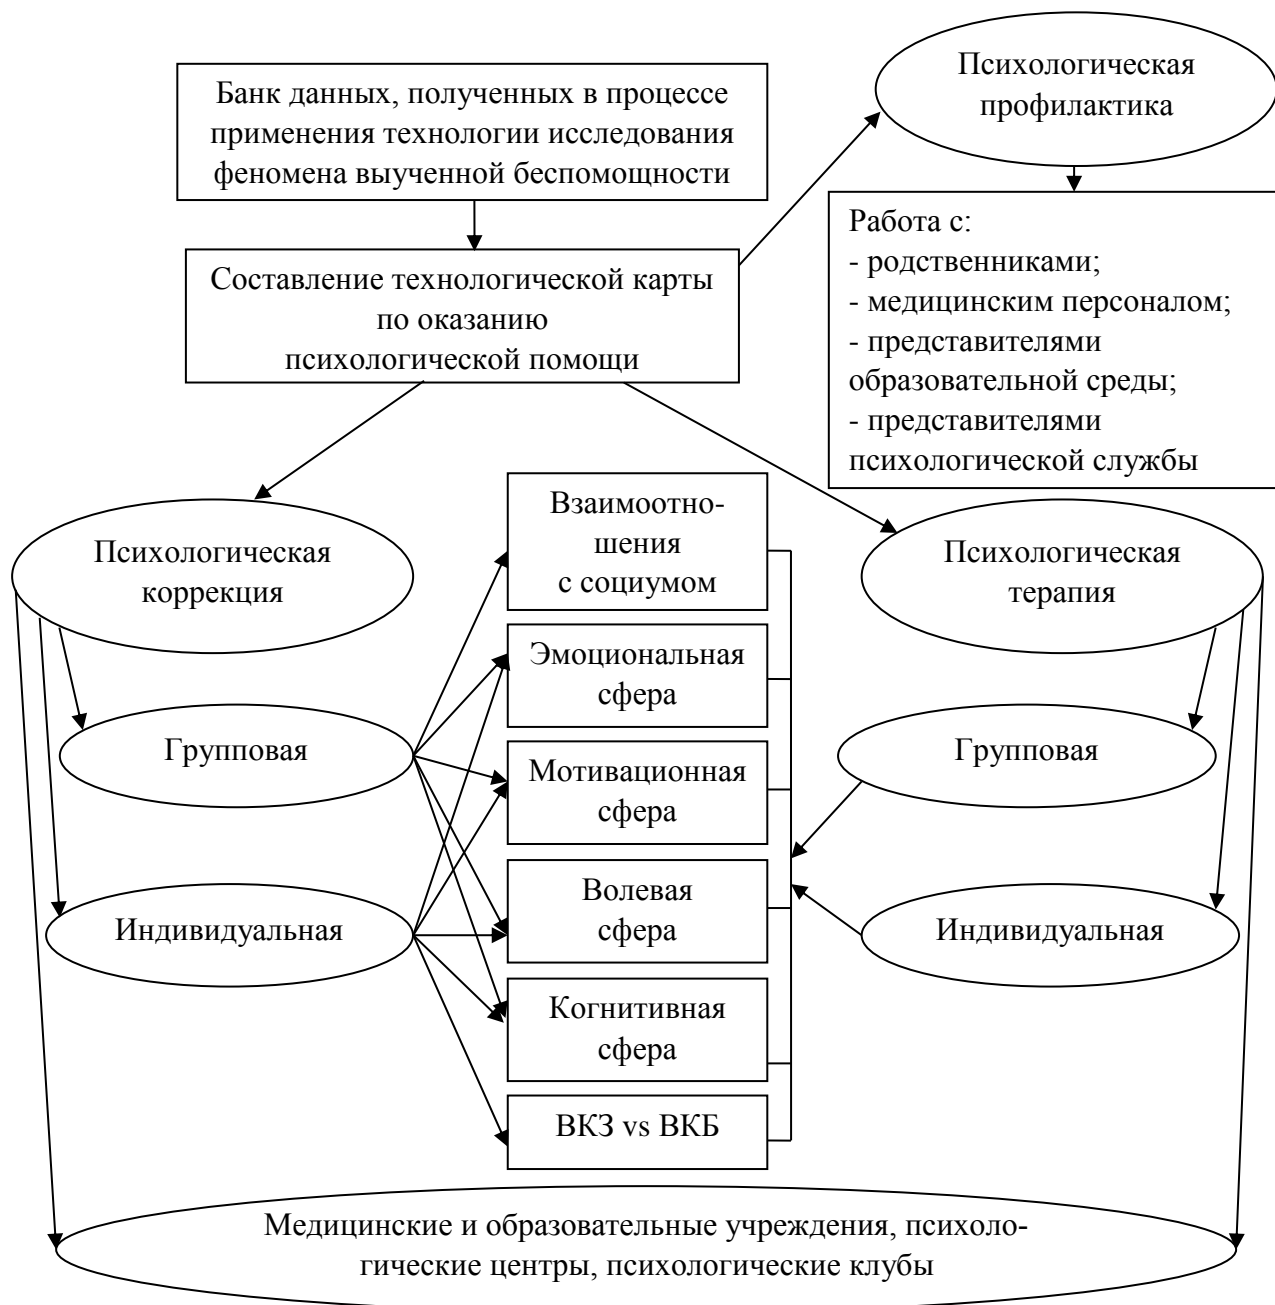 Психологическая
профилактика
Банк данных, полученных в процессе
применения технологии исследования
феномена выученной беспомощности
Работа с:
- родственниками;
- медицинским персоналом;
- представителями
образовательной среды;
- представителями
психологической службы
Составление технологической карты
по оказанию
психологической помощи
Психологическая
коррекция
Взаимоотно-
шения
с социумом
Психологическая
терапия
Эмоциональная
сфера
Групповая
Мотивационная
сфера
Групповая
Индивидуальная
Волевая
сфера
Индивидуальная
Когнитивная
сфера
ВКЗ vs ВКБ
Медицинские и образовательные учреждения, психоло-
гические центры, психологические клубы